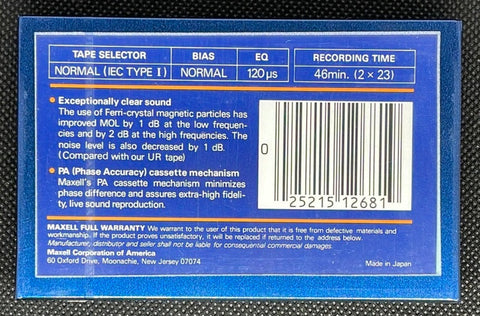 TAPE SELECTOR BIAS EQ RECORDING TIME
NORMAL (IEC TYPE I) NORMAL 120μs 46min. (2 × 23)
Exceptionally clear sound
The use of Ferri-crystal magnetic particles has
improved MOL by 1 dB at the low frequen-
cies and by 2 dB at the high frequencies. The
noise level is also decreased by 1 dB.
(Compared with our UR tape)
PA (Phase Accuracy) cassette mechanism
Maxell's PA cassette mechanism minimizes
phase difference and assures extra-high fideli-
ty, live sound reproduction.
0
25215 12681
MAXELL FULL WARRANTY We warrant to the user of this product that it is free from defective materials and
workmanship. If the product proves unsatisfactory, it will be replaced if returned to the address below.
Manufacturer, distributor and seller shall not be liable for consequential commercial damages.
Maxell Corporation of America
60 Oxford Drive, Moonachie, New Jersey 07074
Made in Japan